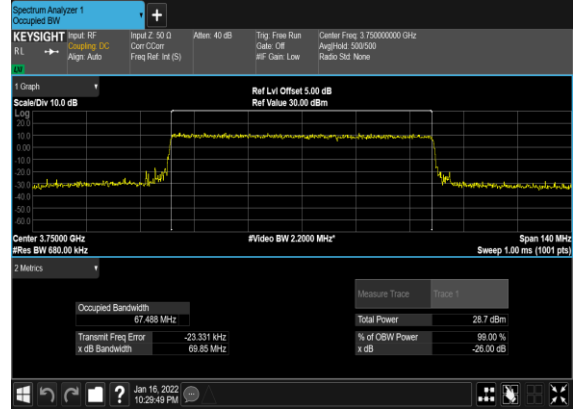 Spectrum Analyzer 1
Occupied BW
+
KEYSIGHT Input: RF Input Z: 50 Ω Atten: 40 dB Trig: Free Run Center Freq: 3.750000000 GHz
RL Coupling: DC Corr CCorr Gate: Off Avg|Hold: 500/500
Align: Auto Freq Ref: Int (S) #IF Gain: Low Radio Std: None
LNI
1 Graph
Ref Lvl Offset 5.00 dB
Scale/Div 10.0 dB Ref Value 30.00 dBm
Log
20.0
10.0
0.00
-10.0
-20.0
-30.0
-40.0
-50.0
-60.0
Center 3.75000 GHz #Video BW 2.2000 MHz* Span 140 MHz
#Res BW 680.00 kHz Sweep 1.00 ms (1001 pts)
2 Metrics
Measure Trace Trace 1
Occupied Bandwidth
67.488 MHz Total Power 28.7 dBm
Transmit Freq Error -23.331 kHz % of OBW Power 99.00 %
x dB Bandwidth 69.85 MHz x dB -26.00 dB
? Jan 16, 2022
10:29:49 PM